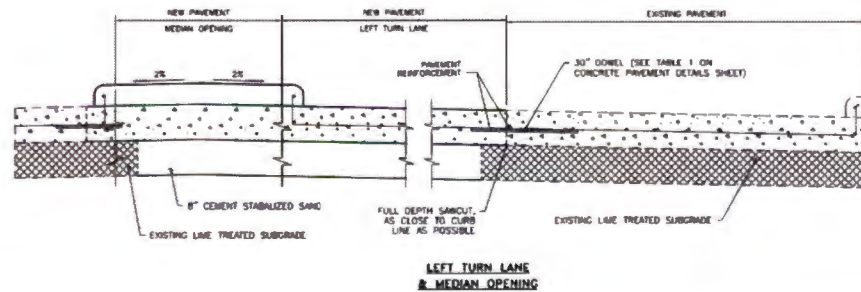 NEW PAVEMENT
MEDIAN OPENING
NEW PAVEMENT
LEFT TURN LANE
EXISTING PAVEMENT
2%
2%
PAVEMENT
REINFORCEMENT
30" DOWEL (SEE TABLE 1 ON
CONCRETE PAVEMENT DETAILS SHEET)
8" CEMENT STABALIZED SAND
EXISTING LIME TREATED SUBGRADE
FULL DEPTH SAWCUT,
AS CLOSE TO CURB
LINE AS POSSIBLE
EXISTING LIME TREATED SUBGRADE
LEFT TURN LANE
& MEDIAN OPENING